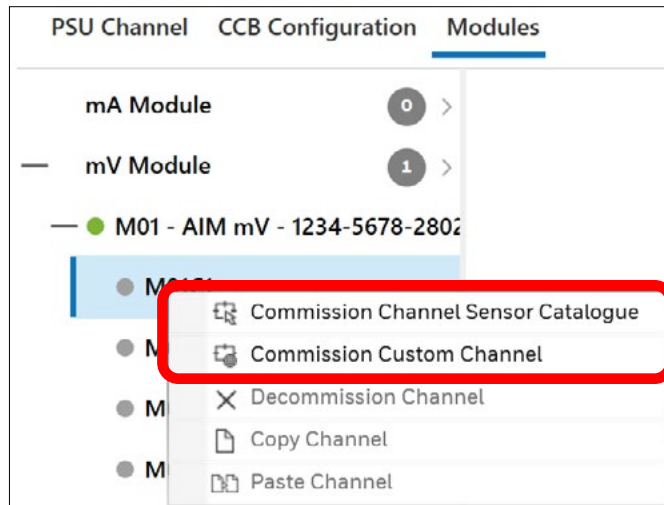 PSU Channel CCB Configuration Modules
mA Module 0
mV Module 1
M01 - AIM mV - 1234-5678-2802
Commission Channel Sensor Catalogue
Commission Custom Channel
Decommission Channel
Copy Channel
Paste Channel